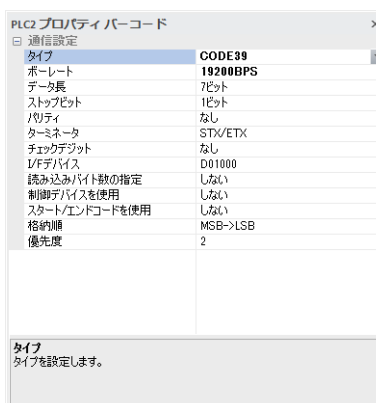 PLC2 プロパティ バーコード
通信設定
タイプ CODE39
ボーレート 19200BPS
データ長 7ビット
ストップビット 1ビット
パリティ なし
ターミネータ STX/ETX
チェックデジット なし
I/Fデバイス D01000
読み込みバイト数の指定 しない
制御デバイスを使用 しない
スタート/エンドコードを使用 しない
格納順 MSB->LSB
優先度 2
タイプ
タイプを設定します。